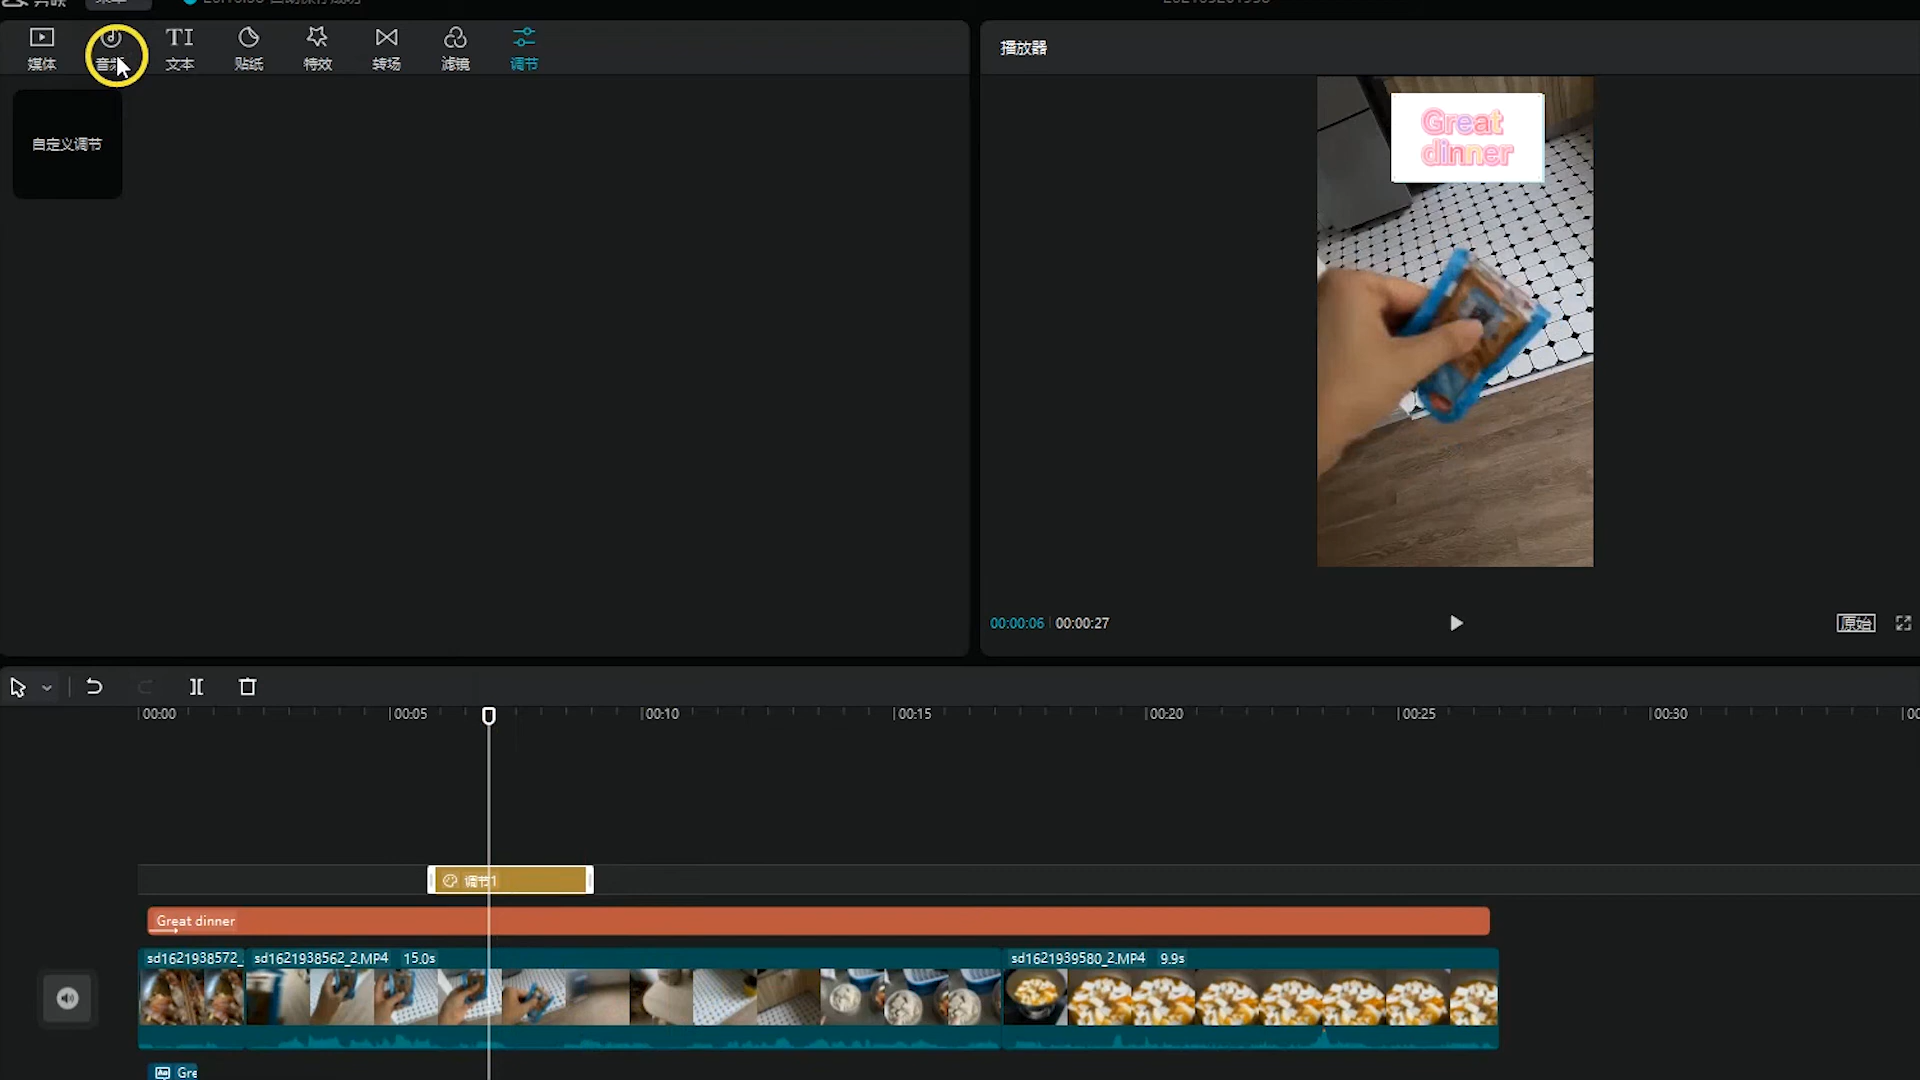 媒体
音频
文本
贴纸
特效
转场
滤镜
调节
自定义调节
播放器
Great
dinner
00:00:06 00:00:27
原始
00:00 00:05 00:10 00:15 00:20 00:25 00:30
调节1
Great dinner
sd1621938572_ sd1621938562_2.MP4 15.0s sd1621939580_2.MP4 9.9s
Gre